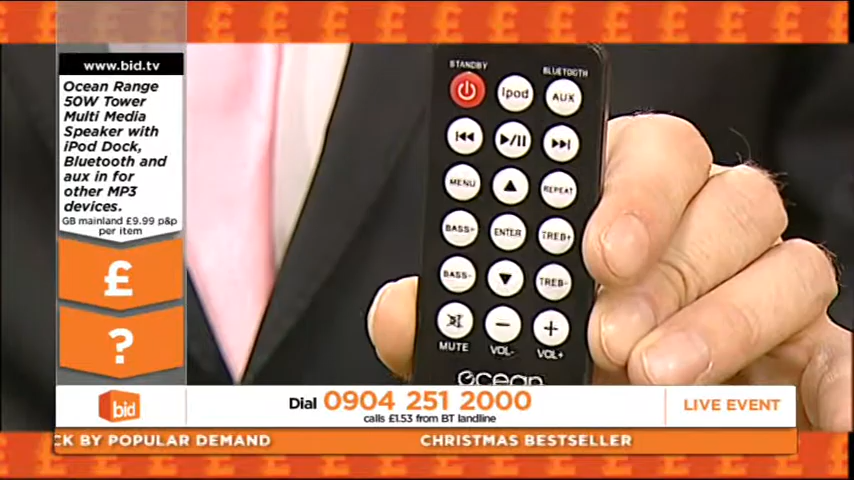 www.bid.tv
Ocean Range
50W Tower
Multi Media
Speaker with
iPod Dock,
Bluetooth and
aux in for
other MP3
devices.
GB mainland £9.99 p&p
per item
£
?
STANDBY
BLUETOOTH
Ipod
AUX
MENU
REPEAT
BASS+
ENTER
TREB+
BASS-
TREB-
MUTE
VOL-
VOL+
ocean
bid
Dial 0904 251 2000
calls £1.53 from BT landline
LIVE EVENT
CK BY POPULAR DEMAND
CHRISTMAS BESTSELLER